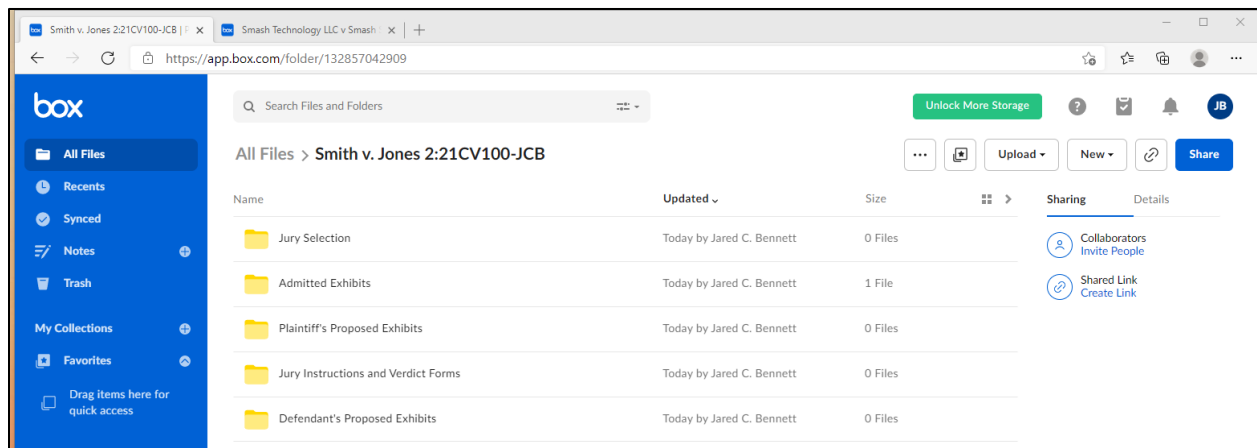 box Smith v. Jones 2:21CV100-JCB | F
box Smash Technology LLC v Smash
https://app.box.com/folder/132857042909
box
Search Files and Folders
Unlock More Storage
JB
All Files
Recents
Synced
Notes
Trash
My Collections
Favorites
Drag items here for
quick access
All Files > Smith v. Jones 2:21CV100-JCB
Upload
New
Share
Name Updated Size
Jury Selection Today by Jared C. Bennett 0 Files
Admitted Exhibits Today by Jared C. Bennett 1 File
Plaintiff's Proposed Exhibits Today by Jared C. Bennett 0 Files
Jury Instructions and Verdict Forms Today by Jared C. Bennett 0 Files
Defendant's Proposed Exhibits Today by Jared C. Bennett 0 Files
Sharing Details
Collaborators
Invite People
Shared Link
Create Link